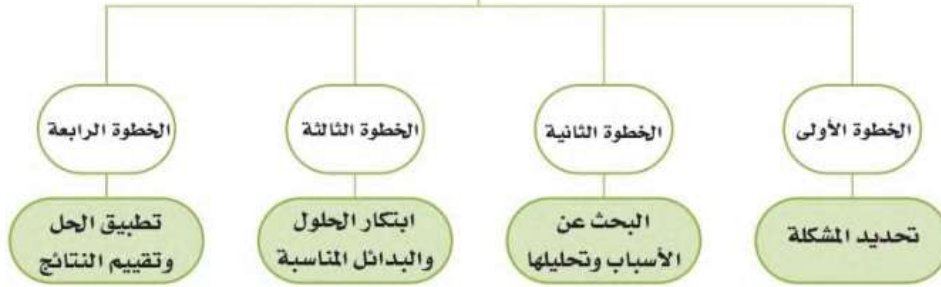 الخطوة الأولى
الخطوة الثانية
الخطوة الثالثة
الخطوة الرابعة
تحديد المشكلة
البحث عن
الأسباب وتحليلها
ابتكار الحلول
والبدائل المناسبة
تطبيق الحل
وتقييم النتائج